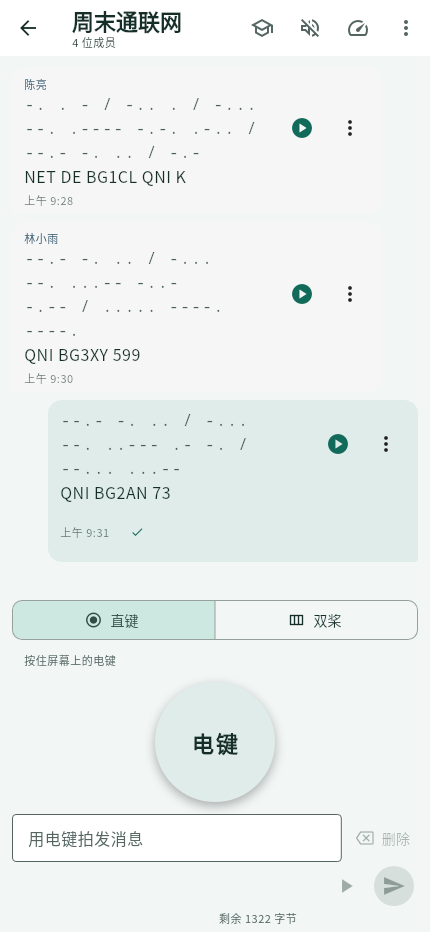 周末通联网
4 位成员
陈亮
-. . - / -.. . / -...
--. .---- -.-. .-.. /
--.- -. .. / -.-
NET DE BG1CL QNI K
上午 9:28
林小雨
--.- -. .. / -...
--. ...-- -..-
-.-- / ..... ----.
----.
QNI BG3XY 599
上午 9:30
--.- -. .. / -...
--. ..--- .- -. /
--... ...--
QNI BG2AN 73
上午 9:31
直键
双桨
按住屏幕上的电键
电键
用电键拍发消息
删除
剩余 1322 字节